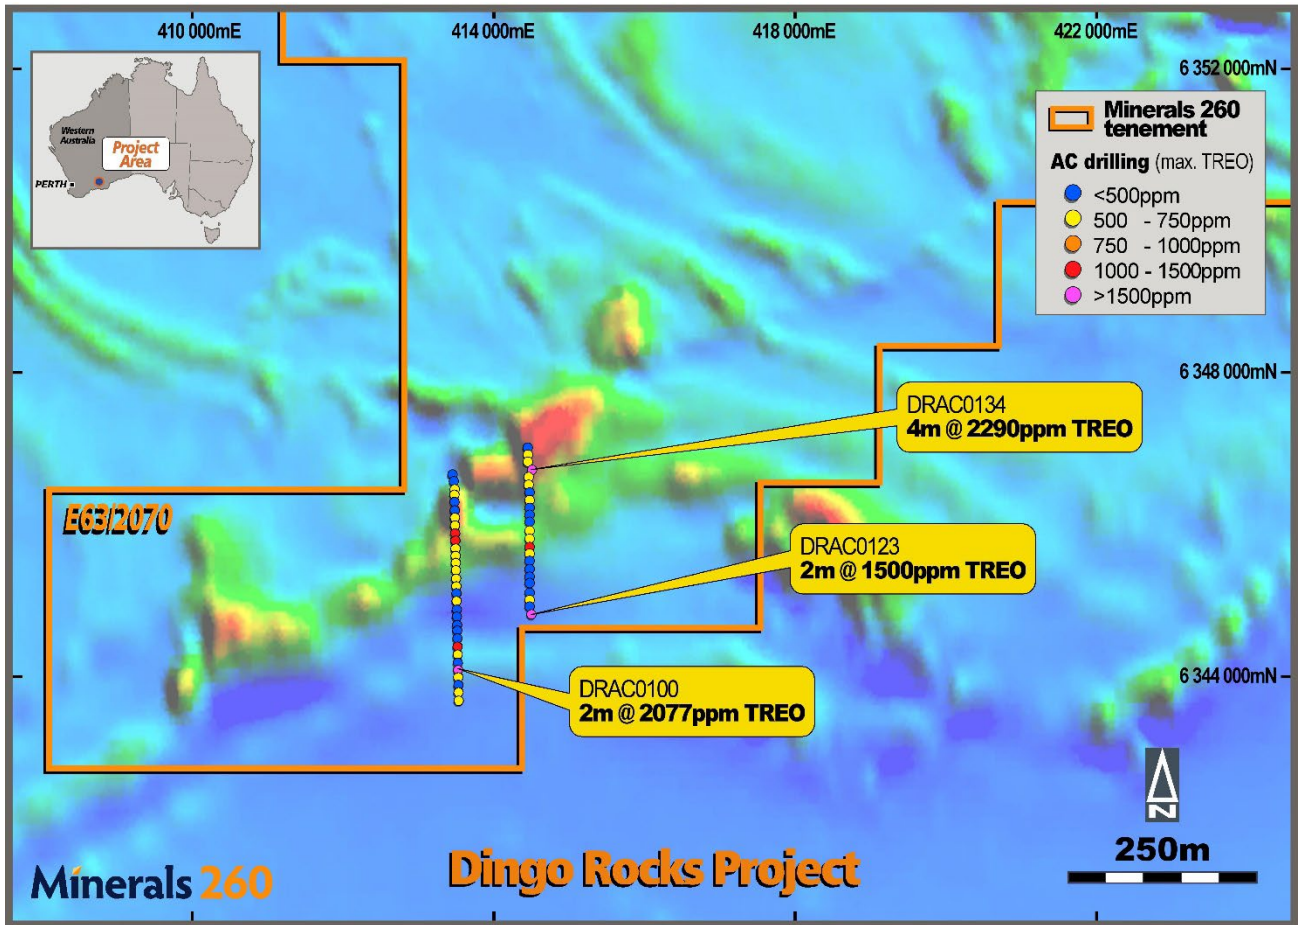 410 000mE
414 000mE
418 000mE
422 000mE
6 352 000mN
Western
Australia
Project
Area
PERTH
Minerals 260
tenement
AC drilling (max. TREO)
<500ppm
500 - 750ppm
750 - 1000ppm
1000 - 1500ppm
>1500ppm
6 348 000mN
DRAC0134
4m @ 2290ppm TREO
E63/2070
DRAC0123
2m @ 1500ppm TREO
6 344 000mN
DRAC0100
2m @ 2077ppm TREO
N
250m
Minerals 260
Dingo Rocks Project